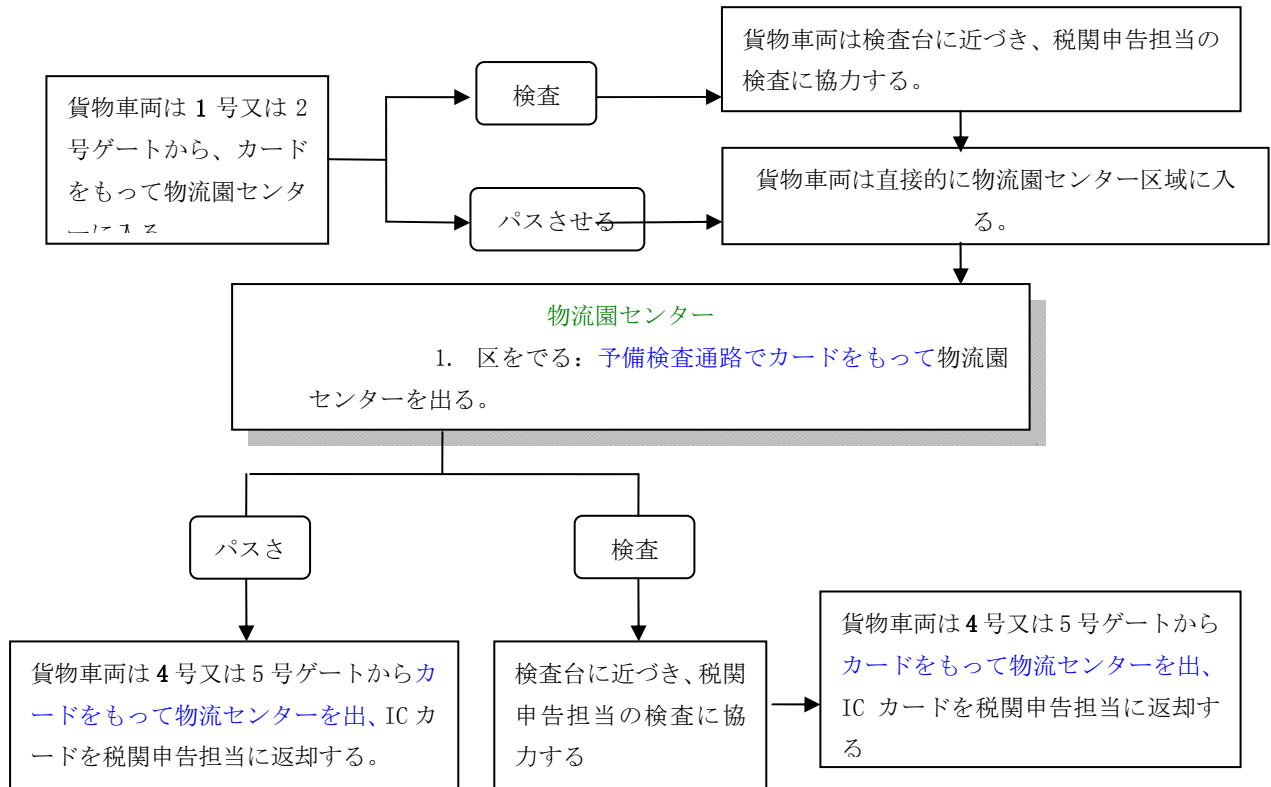 貨物車両は 1 号又は 2
号ゲートから、カード
をもって物流園センタ
ーに入る
検査
貨物車両は検査台に近づき、税関申告担当の
検査に協力する。
パスさせる
貨物車両は直接的に物流園センター区域に入
る。
物流園センター
1. 区をでる: 予備検査通路でカードをもって物流園
センターを出る。
パスさ
検査
貨物車両は 4 号又は 5 号ゲートからカ
ードをもって物流センターを出、IC カ
ードを税関申告担当に返却する。
検査台に近づき、税関
申告担当の検査に協
力する
貨物車両は 4 号又は 5 号ゲートから
カードをもって物流センターを出、
IC カードを税関申告担当に返却す
る